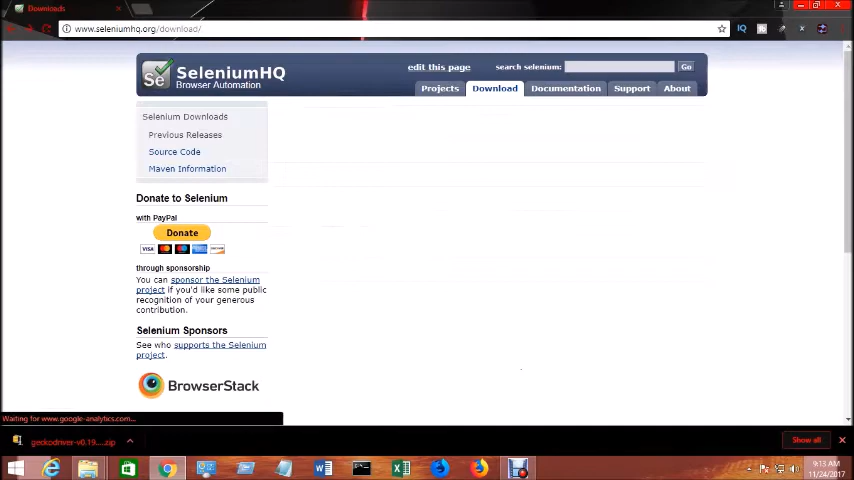 Downloads
www.seleniumhq.org/download/
IQ
Se
SeleniumHQ
Browser Automation
edit this page
search selenium:
Go
Projects
Download
Documentation
Support
About
Selenium Downloads
Previous Releases
Source Code
Maven Information
Donate to Selenium
with PayPal
Donate
VISA
through sponsorship
You can sponsor the Selenium
project if you'd like some public
recognition of your generous
contribution.
Selenium Sponsors
See who supports the Selenium
project.
BrowserStack
Waiting for www.google-analytics.com...
geckodriver-v0.19....zip
Show all
9:13 AM
11/24/2017